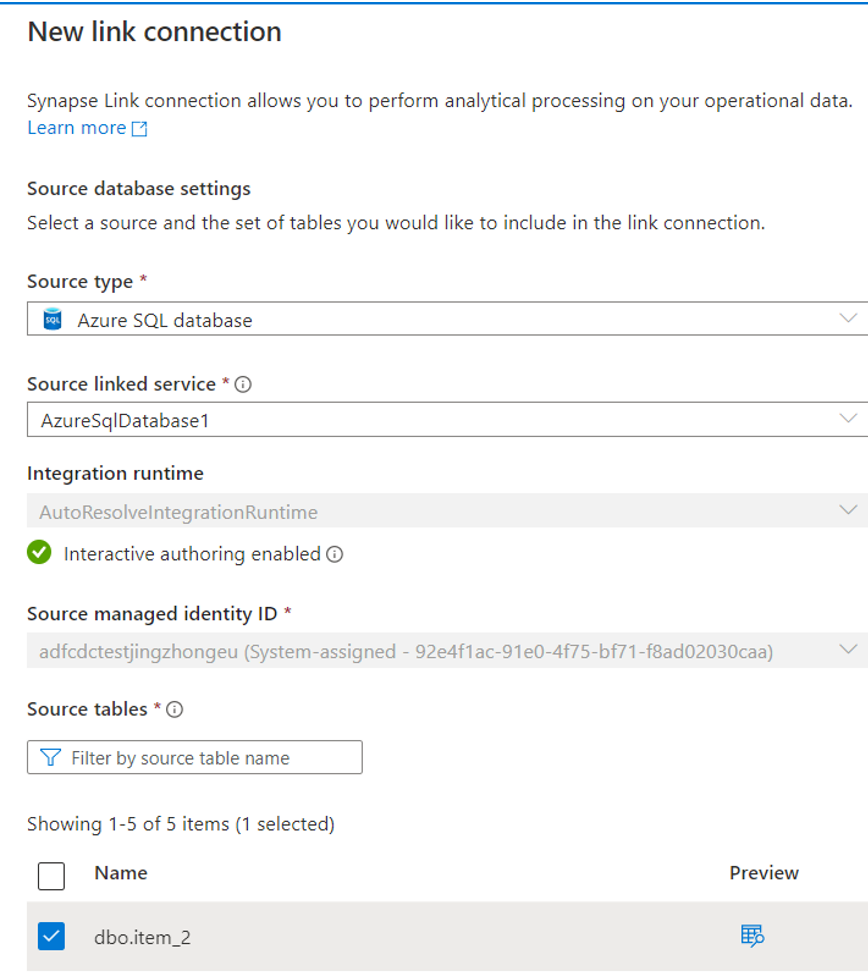 New link connection
Synapse Link connection allows you to perform analytical processing on your operational data.
Learn more
Source database settings
Select a source and the set of tables you would like to include in the link connection.
Source type *
SQL Azure SQL database
Source linked service *
AzureSqlDatabase1
Integration runtime
AutoResolveIntegrationRuntime
Interactive authoring enabled
Source managed identity ID *
adfcdctestjingzhongeu (System-assigned - 92e4f1ac-91e0-4f75-bf71-f8ad02030caa)
Source tables *
Filter by source table name
Showing 1-5 of 5 items (1 selected)
Name Preview
dbo.item_2